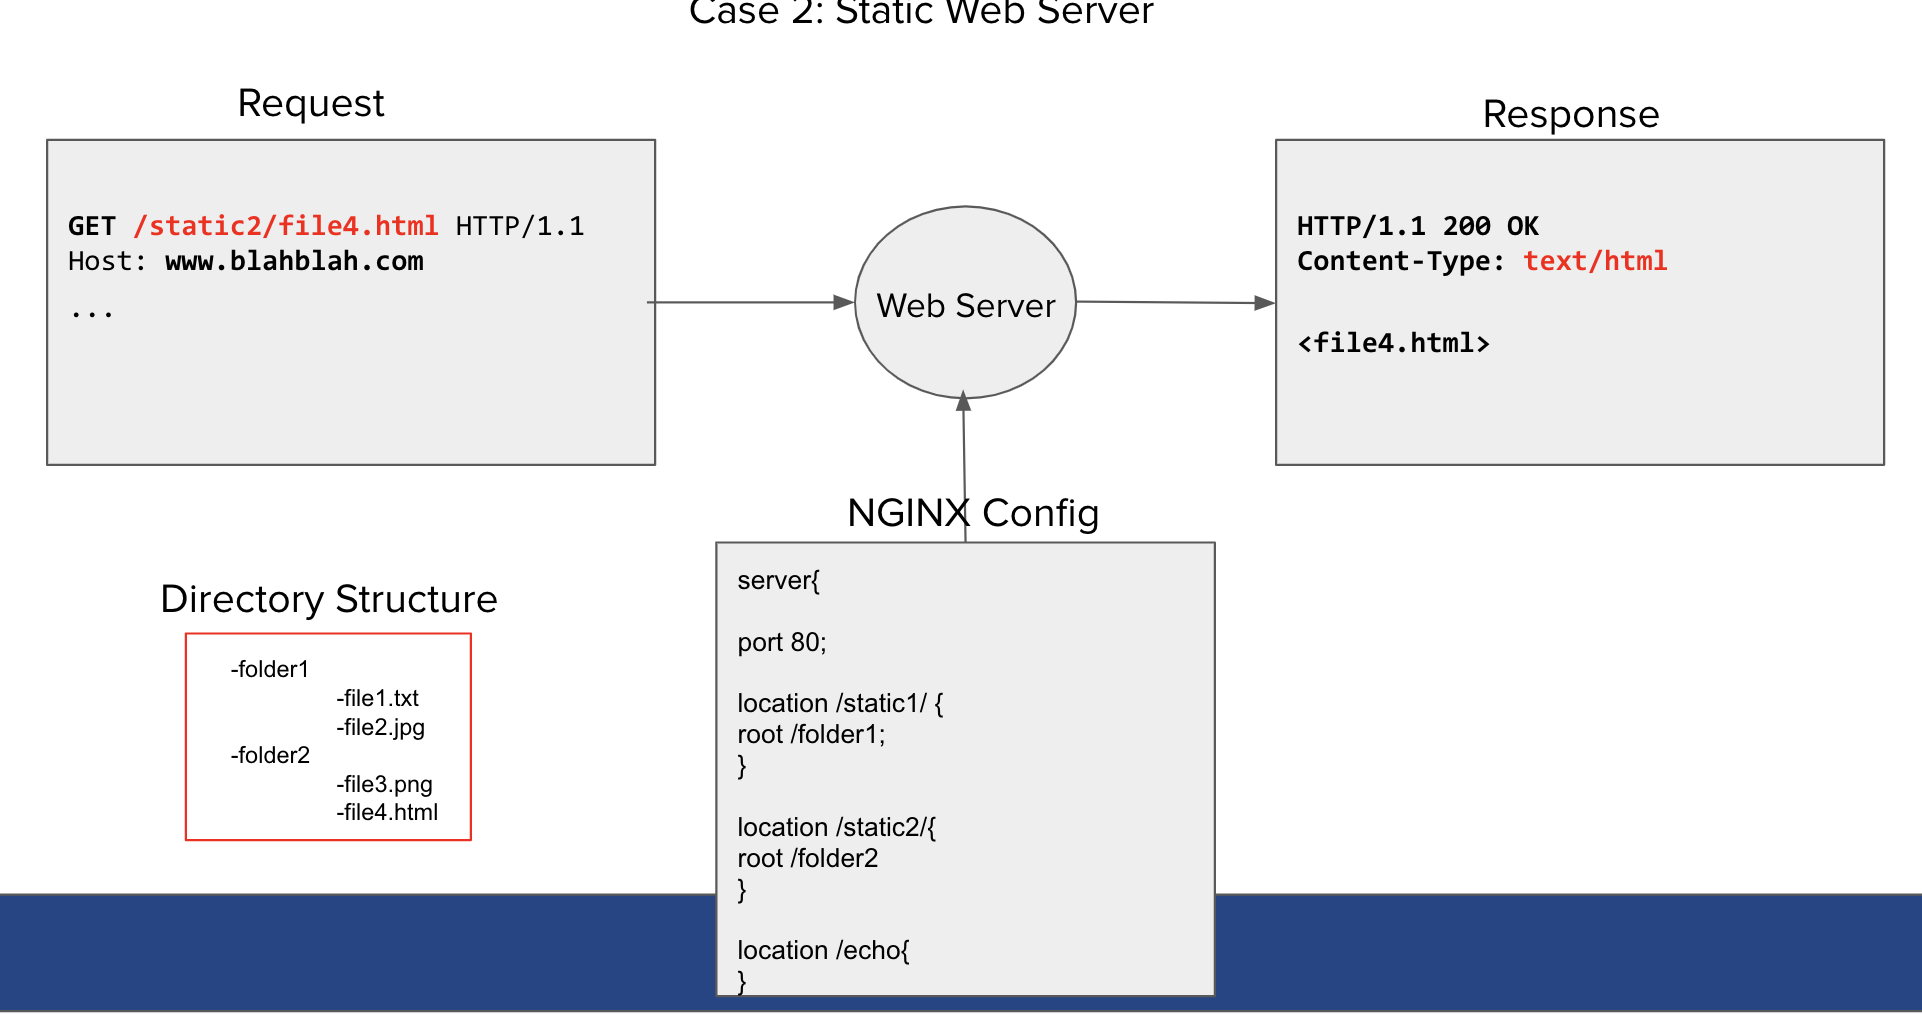 Case 2: Static Web Server
Request
GET /static2/file4.html HTTP/1.1
Host: www.blahblah.com
...
Web Server
Response
HTTP/1.1 200 OK
Content-Type: text/html
<file4.html>
Directory Structure
-folder1
-file1.txt
-file2.jpg
-folder2
-file3.png
-file4.html
NGINX Config
server{
port 80;
location /static1/ {
root /folder1;
}
location /static2/{
root /folder2
}
location /echo{
}